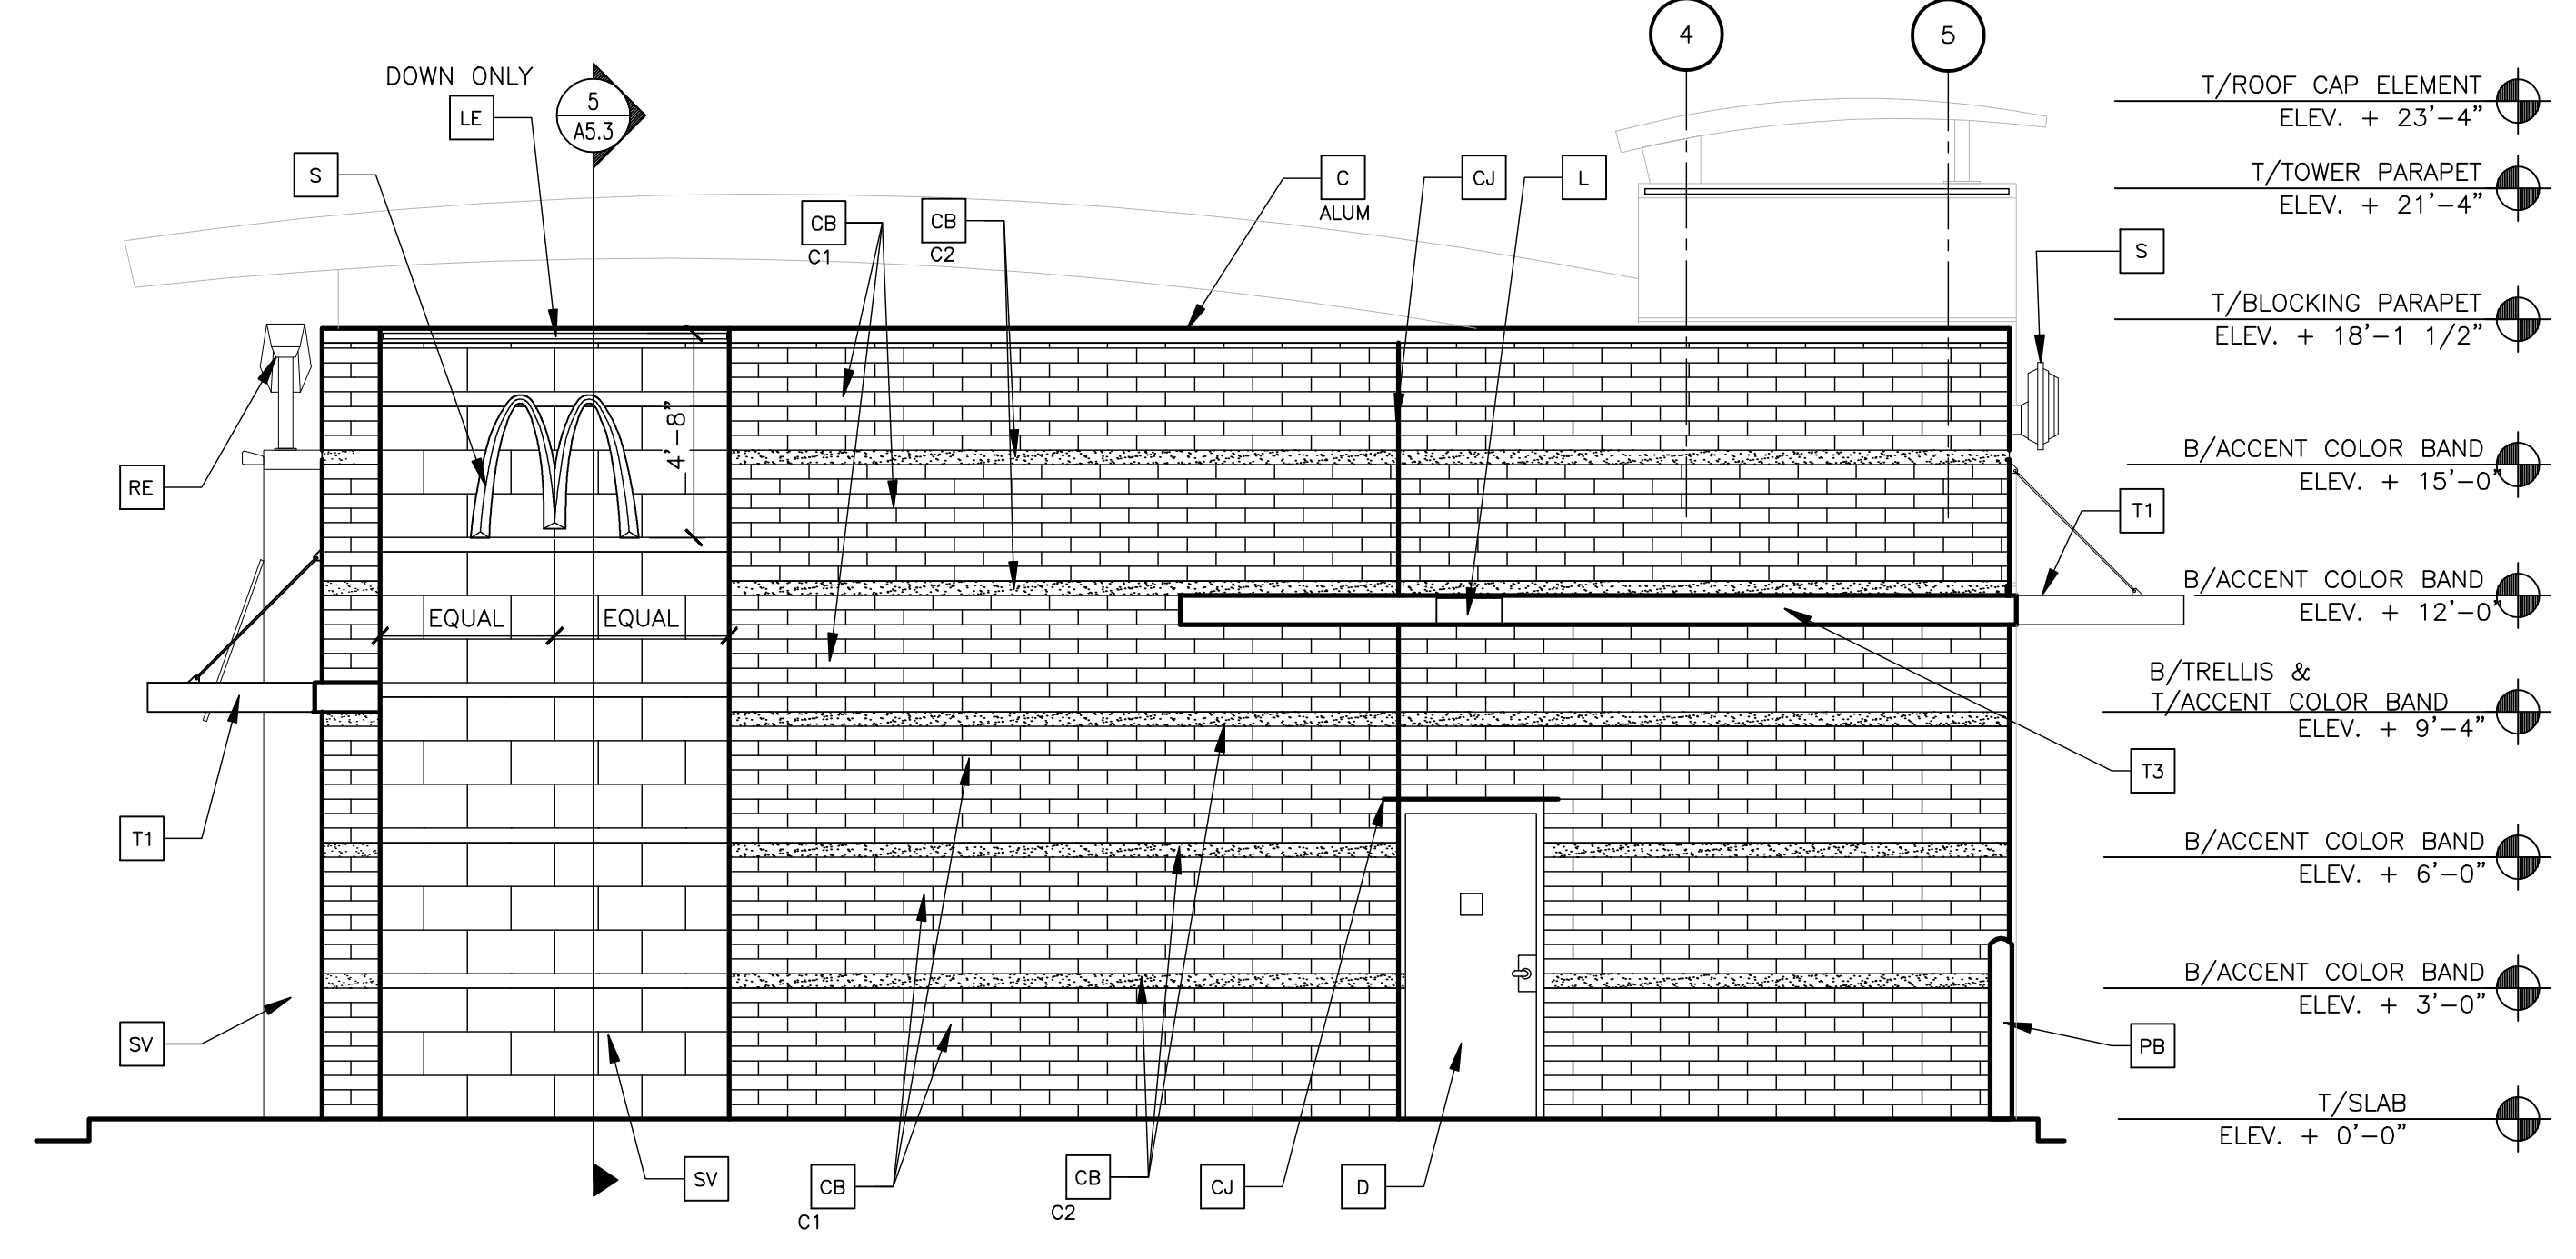 4
5
DOWN ONLY
LE
5
A5.3
S
CB
C1
CB
C2
C
ALUM
CJ
L
S
RE
4'-8"
EQUAL
EQUAL
T1
T1
T3
SV
SV
PB
CB
C1
CB
C2
CJ
D
T/ROOF CAP ELEMENT
ELEV. + 23'-4"
T/TOWER PARAPET
ELEV. + 21'-4"
T/BLOCKING PARAPET
ELEV. + 18'-1 1/2"
B/ACCENT COLOR BAND
ELEV. + 15'-0"
B/ACCENT COLOR BAND
ELEV. + 12'-0"
B/TRELLIS &
T/ACCENT COLOR BAND
ELEV. + 9'-4"
B/ACCENT COLOR BAND
ELEV. + 6'-0"
B/ACCENT COLOR BAND
ELEV. + 3'-0"
T/SLAB
ELEV. + 0'-0"